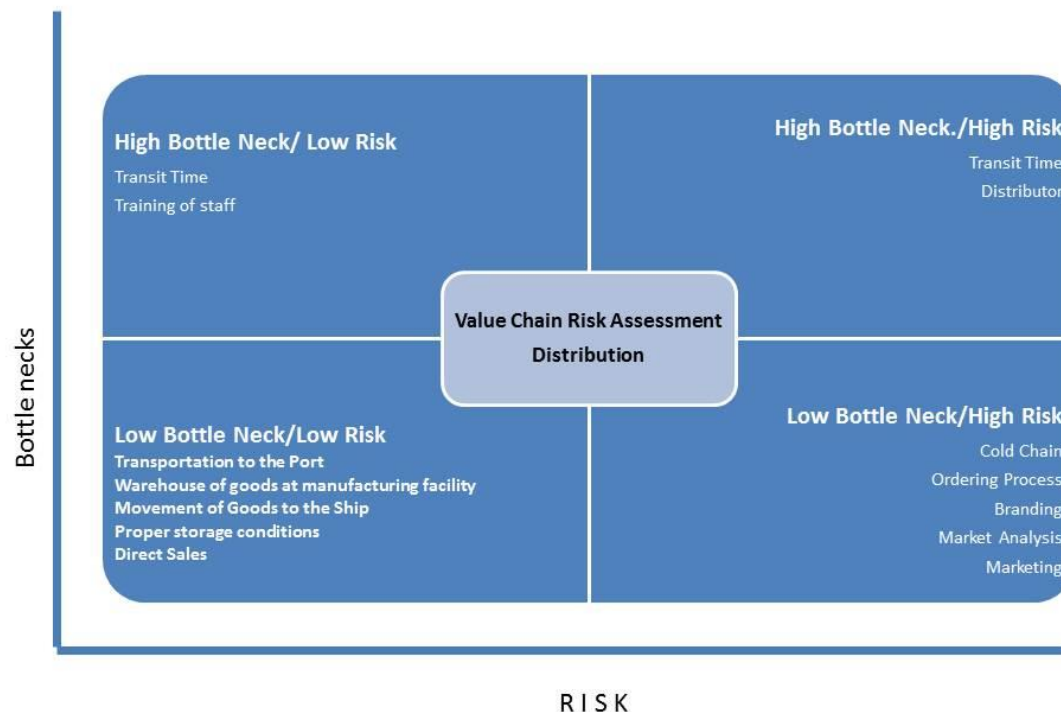 High Bottle Neck/ Low Risk
Transit Time
Training of staff
High Bottle Neck./High Risk
Transit Time
Distributor
Value Chain Risk Assessment
Distribution
Low Bottle Neck/Low Risk
Transportation to the Port
Warehouse of goods at manufacturing facility
Movement of Goods to the Ship
Proper storage conditions
Direct Sales
Low Bottle Neck/High Risk
Cold Chain
Ordering Process
Branding
Market Analysis
Marketing
Bottle necks
RISK